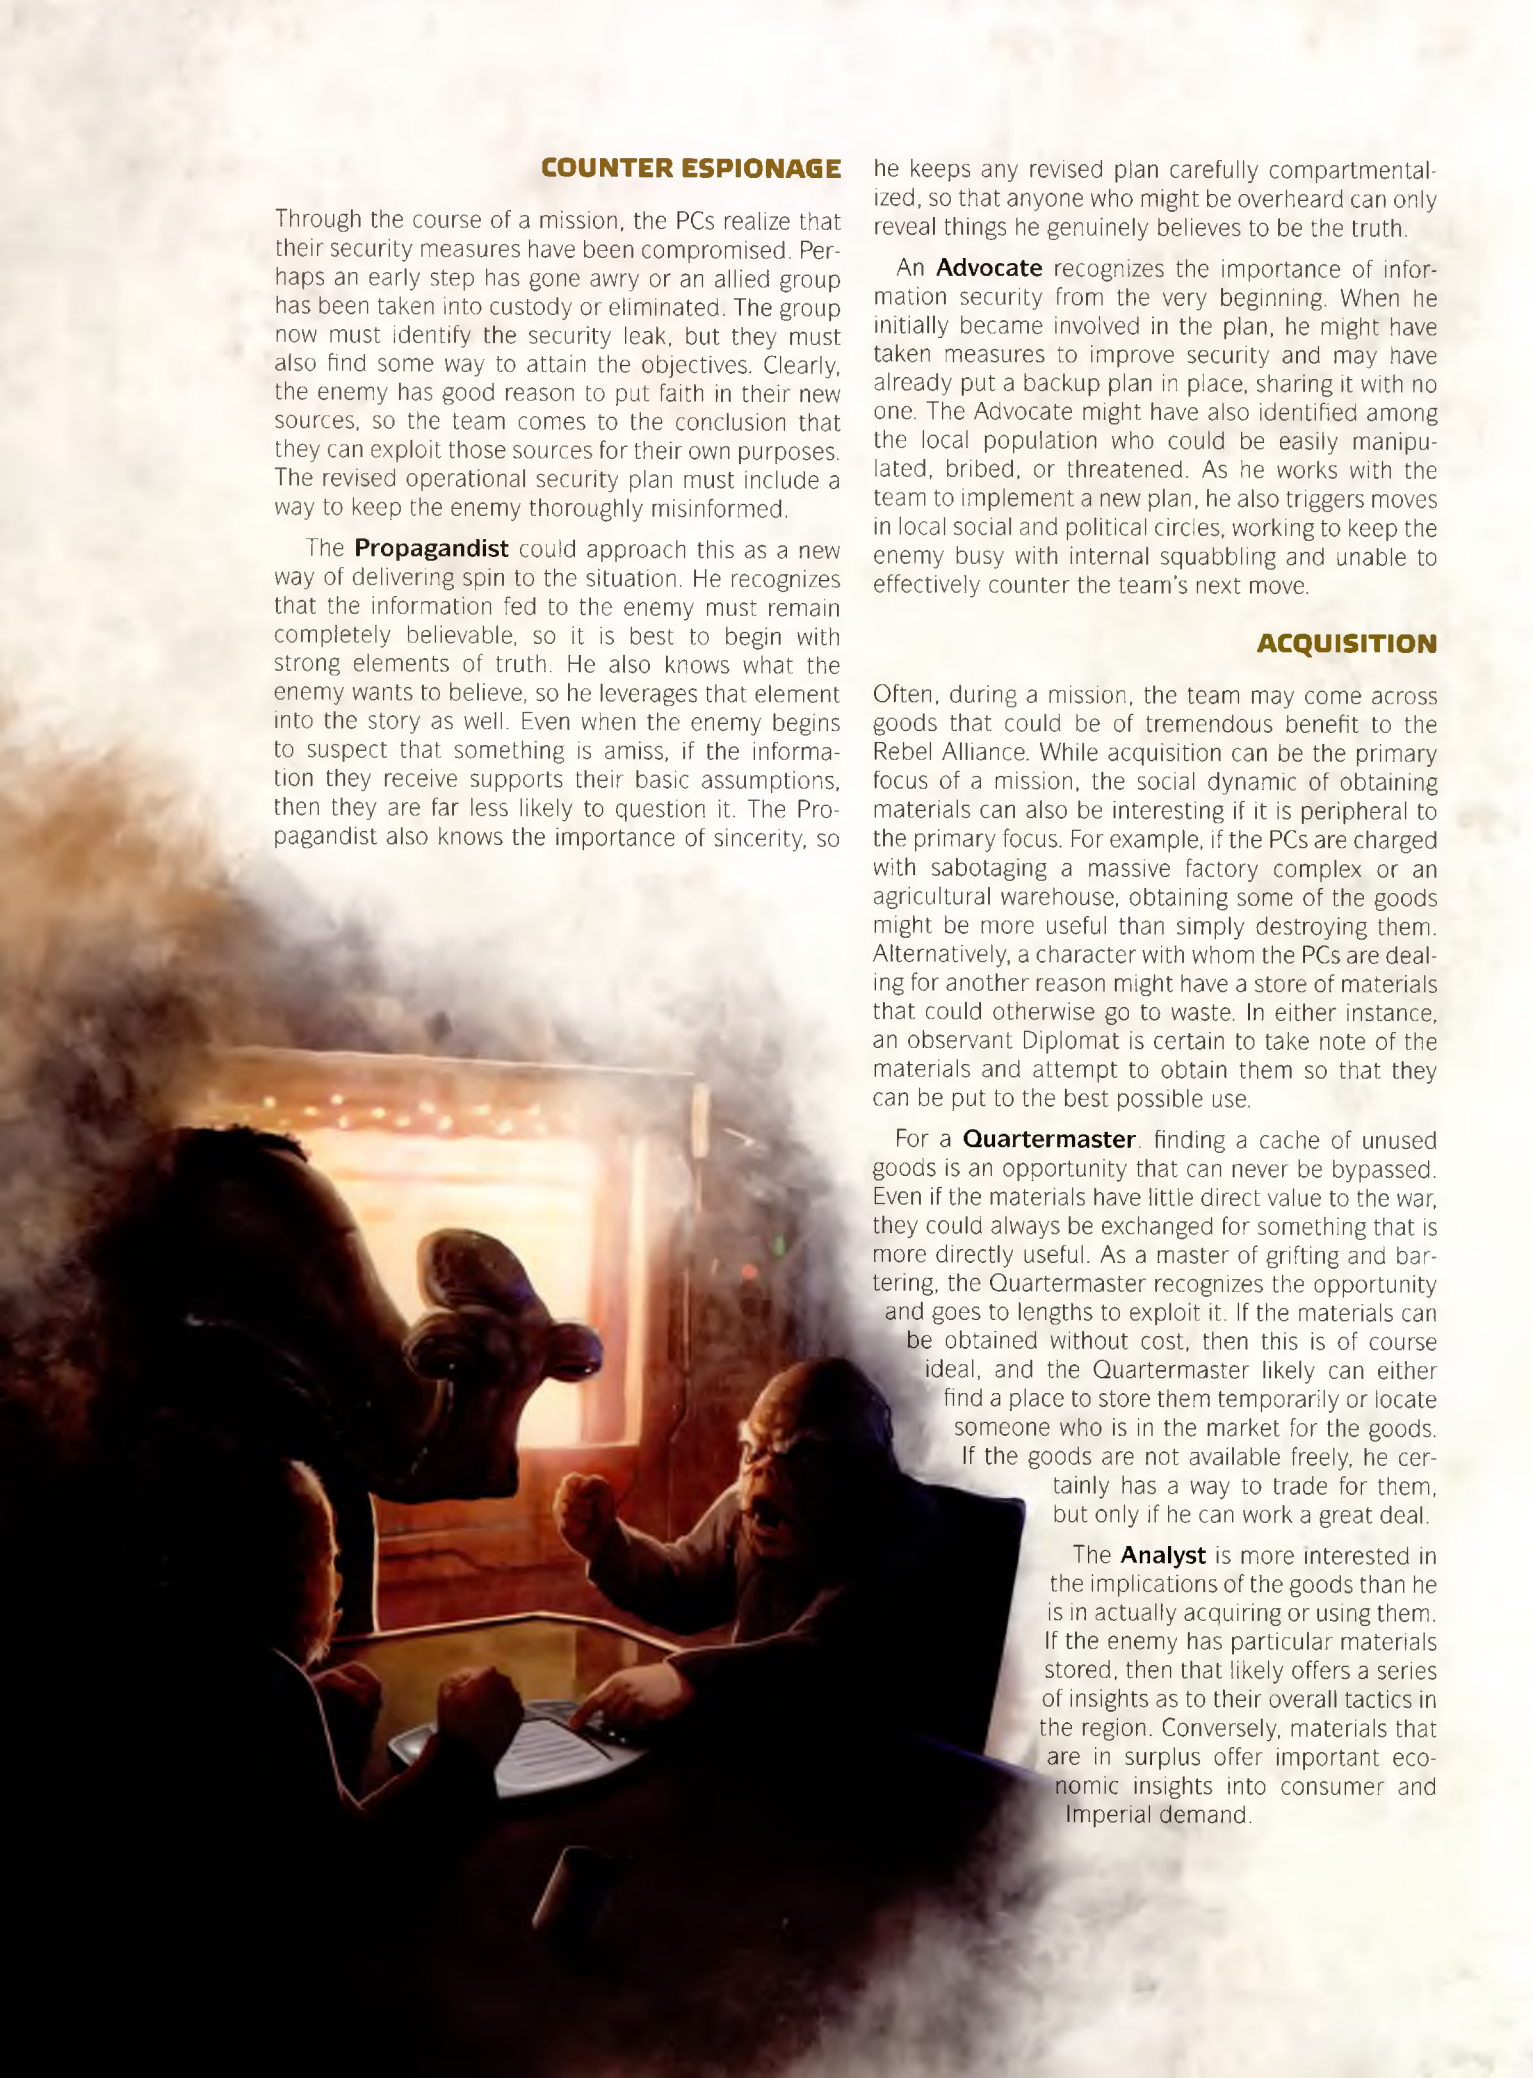 COUNTER ESPIONAGE
Through the course of a mission, the PCs realize that
their security measures have been compromised. Per-
haps an early step has gone awry or an allied group
has been taken into custody or eliminated. The group
now must identify the security leak, but they must
also find some way to attain the objectives. Clearly,
the enemy has good reason to put faith in their new
sources, so the team comes to the conclusion that
they can exploit those sources for their own purposes.
The revised operational security plan must include a
way to keep the enemy thoroughly misinformed.
The Propagandist could approach this as a new
way of delivering spin to the situation. He recognizes
that the information fed to the enemy must remain
completely believable, so it is best to begin with
strong elements of truth. He also knows what the
enemy wants to believe, so he leverages that element
into the story as well. Even when the enemy begins
to suspect that something is amiss, if the informa-
tion they receive supports their basic assumptions,
then they are far less likely to question it. The Pro-
pagandist also knows the importance of sincerity, so
he keeps any revised plan carefully compartmental-
ized, so that anyone who might be overheard can only
reveal things he genuinely believes to be the truth.
An Advocate recognizes the importance of infor-
mation security from the very beginning. When he
initially became involved in the plan, he might have
taken measures to improve security and may have
already put a backup plan in place, sharing it with no
one. The Advocate might have also identified among
the local population who could be easily manipu-
lated, bribed, or threatened. As he works with the
team to implement a new plan, he also triggers moves
in local social and political circles, working to keep the
enemy busy with internal squabbling and unable to
effectively counter the team's next move.
ACQUISITION
Often, during a mission, the team may come across
goods that could be of tremendous benefit to the
Rebel Alliance. While acquisition can be the primary
focus of a mission, the social dynamic of obtaining
materials can also be interesting if it is peripheral to
the primary focus. For example, if the PCs are charged
with sabotaging a massive factory complex or an
agricultural warehouse, obtaining some of the goods
might be more useful than simply destroying them.
Alternatively, a character with whom the PCs are deal-
ing for another reason might have a store of materials
that could otherwise go to waste. In either instance,
an observant Diplomat is certain to take note of the
materials and attempt to obtain them so that they
can be put to the best possible use.
For a Quartermaster, finding a cache of unused
goods is an opportunity that can never be bypassed.
Even if the materials have little direct value to the war,
they could always be exchanged for something that is
more directly useful. As a master of grifting and bar-
tering, the Quartermaster recognizes the opportunity
and goes to lengths to exploit it. If the materials can
be obtained without cost, then this is of course
ideal, and the Quartermaster likely can either
find a place to store them temporarily or locate
someone who is in the market for the goods.
If the goods are not available freely, he cer-
tainly has a way to trade for them,
but only if he can work a great deal.
The Analyst is more interested in
the implications of the goods than he
is in actually acquiring or using them.
If the enemy has particular materials
stored, then that likely offers a series
of insights as to their overall tactics in
the region. Conversely, materials that
are in surplus offer important eco-
nomic insights into consumer and
Imperial demand.